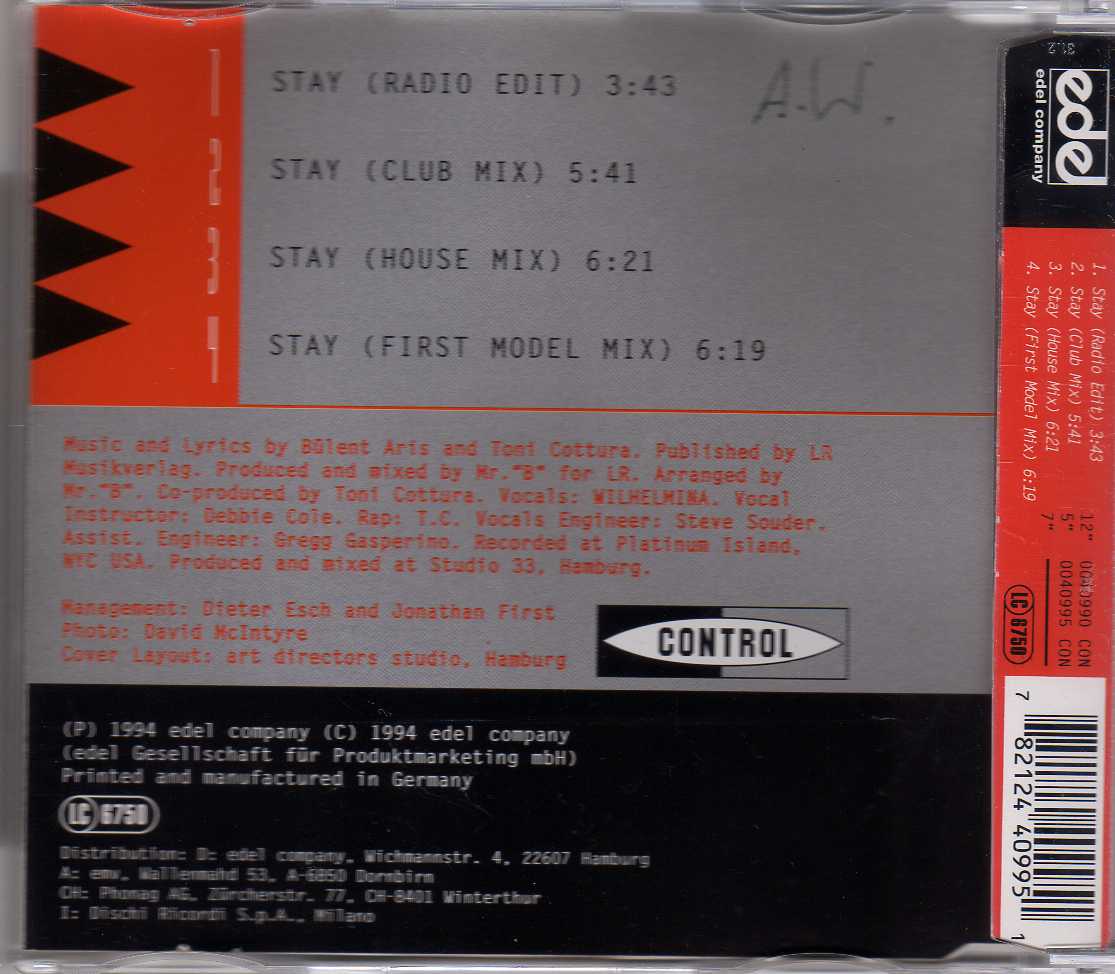 1
STAY (RADIO EDIT) 3:43
A.W.
2
STAY (CLUB MIX) 5:41
3
STAY (HOUSE MIX) 6:21
4
STAY (FIRST MODEL MIX) 6:19
Music and Lyrics by Bülent Aris and Toni Cottura. Published by LR
Musikverlag. Produced and mixed by Mr."B" for LR. Arranged by
Mr."B". Co-produced by Toni Cottura. Vocals: WILHELMINA. Vocal
Instructor: Debbie Cole. Rap: T.C. Vocals Engineer: Steve Souder.
Assist. Engineer: Gregg Gasperino. Recorded at Platinum Island,
NYC USA. Produced and mixed at Studio 33, Hamburg.
Management: Dieter Esch and Jonathan First
Photo: David McIntyre
Cover Layout: art directors studio, Hamburg
CONTROL
(P) 1994 edel company (C) 1994 edel company
(edel Gesellschaft für Produktmarketing mbH)
Printed and manufactured in Germany
LC 6750
Distribution: D: edel company, Wichmannstr. 4, 22607 Hamburg
A: emv, Wallenmahd 53, A-6850 Dornbirn
CH: Phonag AG, Zürcherstr. 77, CH-8401 Winterthur
I: Dischi Ricordi S.p.A., Milano
31.2
edel
edel company
1. Stay (Radio Edit) 3:43
2. Stay (Club Mix) 5:41
3. Stay (House Mix) 6:21
4. Stay (First Model Mix) 6:19
12" 0040990 CON
5" 0040995 CON
7"
LC 6750
7 82124 40995 1